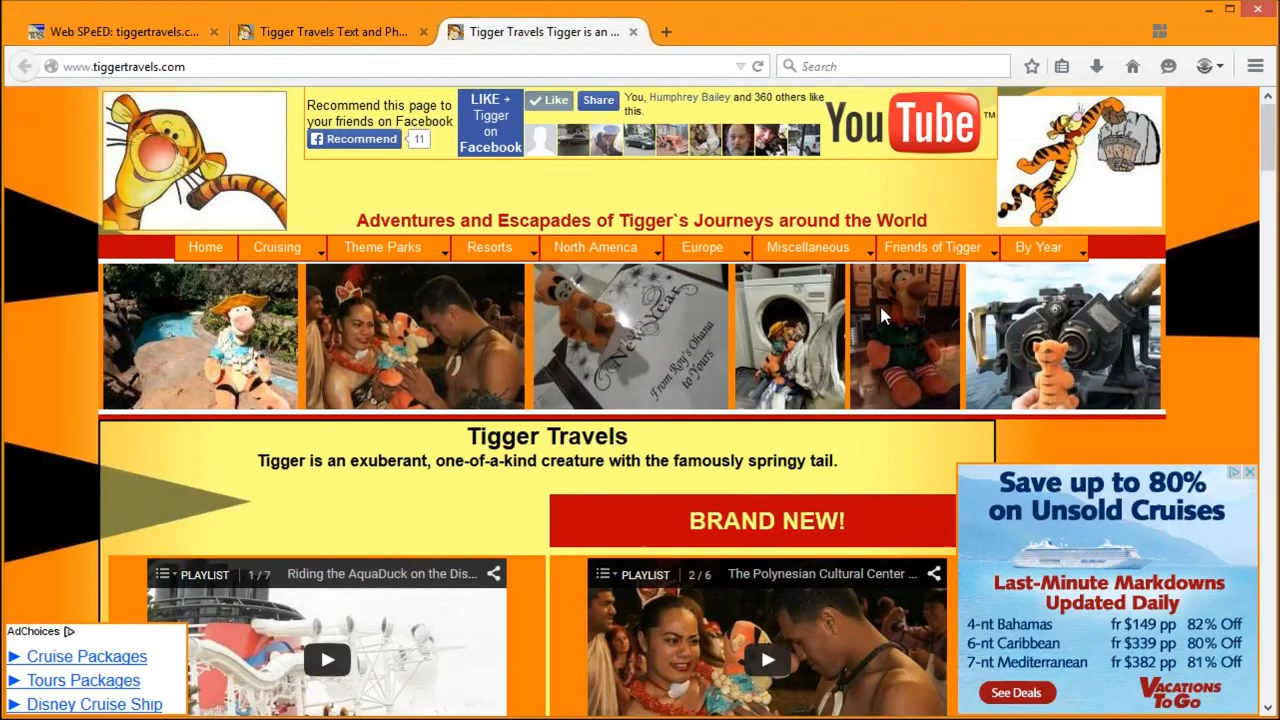 Web SPeED: tiggertravels.c...
Tigger Travels Text and Ph...
Tigger Travels Tigger is an ...
www.tiggertravels.com
Search
Recommend this page to
your friends on Facebook
Recommend 11
LIKE →
Tigger
on
Facebook
Like Share
You, Humphrey Bailey and 360 others like
this.
YouTube™
Adventures and Escapades of Tigger`s Journeys around the World
Home Cruising Theme Parks Resorts North America Europe Miscellaneous Friends of Tigger By Year
New Year
From Roy's Ohana
to Yours
Tigger Travels
Tigger is an exuberant, one-of-a-kind creature with the famously springy tail.
BRAND NEW!
PLAYLIST 1/7 Riding the AquaDuck on the Dis...
PLAYLIST 2/6 The Polynesian Cultural Center ...
AdChoices
► Cruise Packages
► Tours Packages
► Disney Cruise Ship
Save up to 80%
on Unsold Cruises
Last-Minute Markdowns
Updated Daily
4-nt Bahamas fr $149 pp 82% Off
6-nt Caribbean fr $339 pp 80% Off
7-nt Mediterranean fr $382 pp 81% Off
See Deals
VACATIONS
TO GO